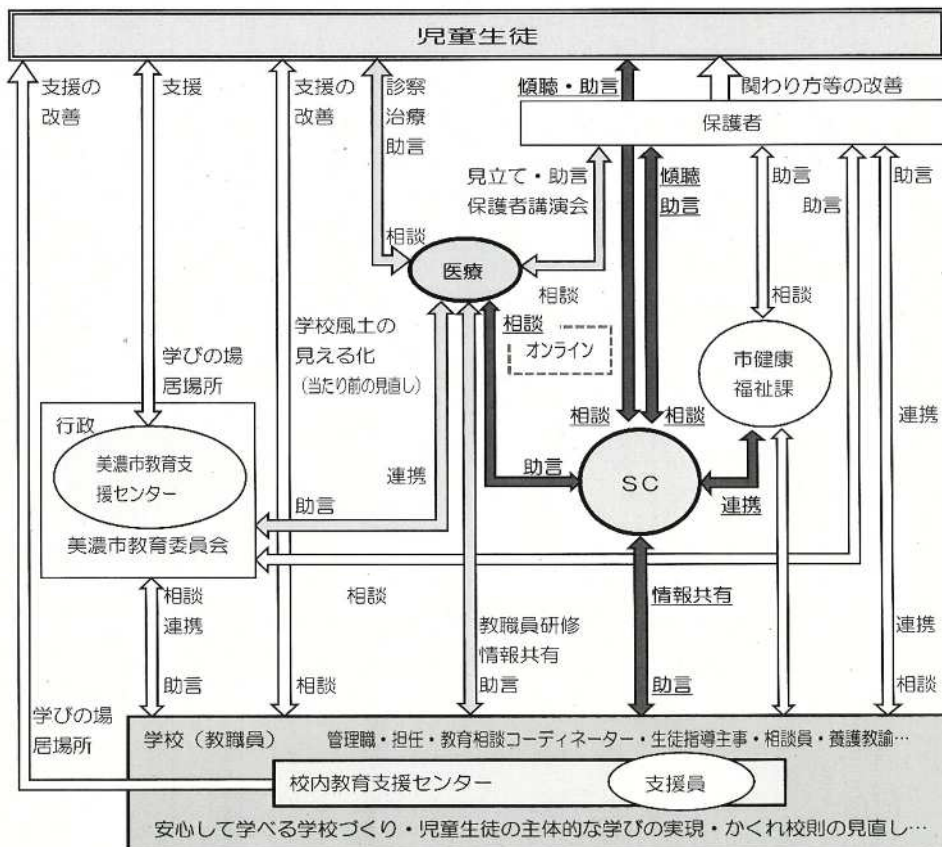 児童生徒
支援の
改善
支援
支援の
改善
診察
治療
助言
傾聴・助言
関わり方等の改善
保護者
見立て・助言
保護者講演会
傾聴
助言
助言
助言
助言
相談
医療
相談
相談
オンライン
相談
学校風土の
見える化
(当たり前の見直し)
学びの場
居場所
市健康
福祉課
行政
美濃市教育支
援センター
美濃市教育委員会
連携
助言
相談
相談
助言
SC
連携
連携
相談
連携
相談
情報共有
教職員研修
情報共有
連携
助言
相談
助言
助言
相談
学びの場
居場所
学校(教職員)
管理職・担任・教育相談コーディネーター・生徒指導主事・相談員・養護教諭…
校内教育支援センター
支援員
安心して学べる学校づくり・児童生徒の主体的な学びの実現・かくれ校則の見直し…